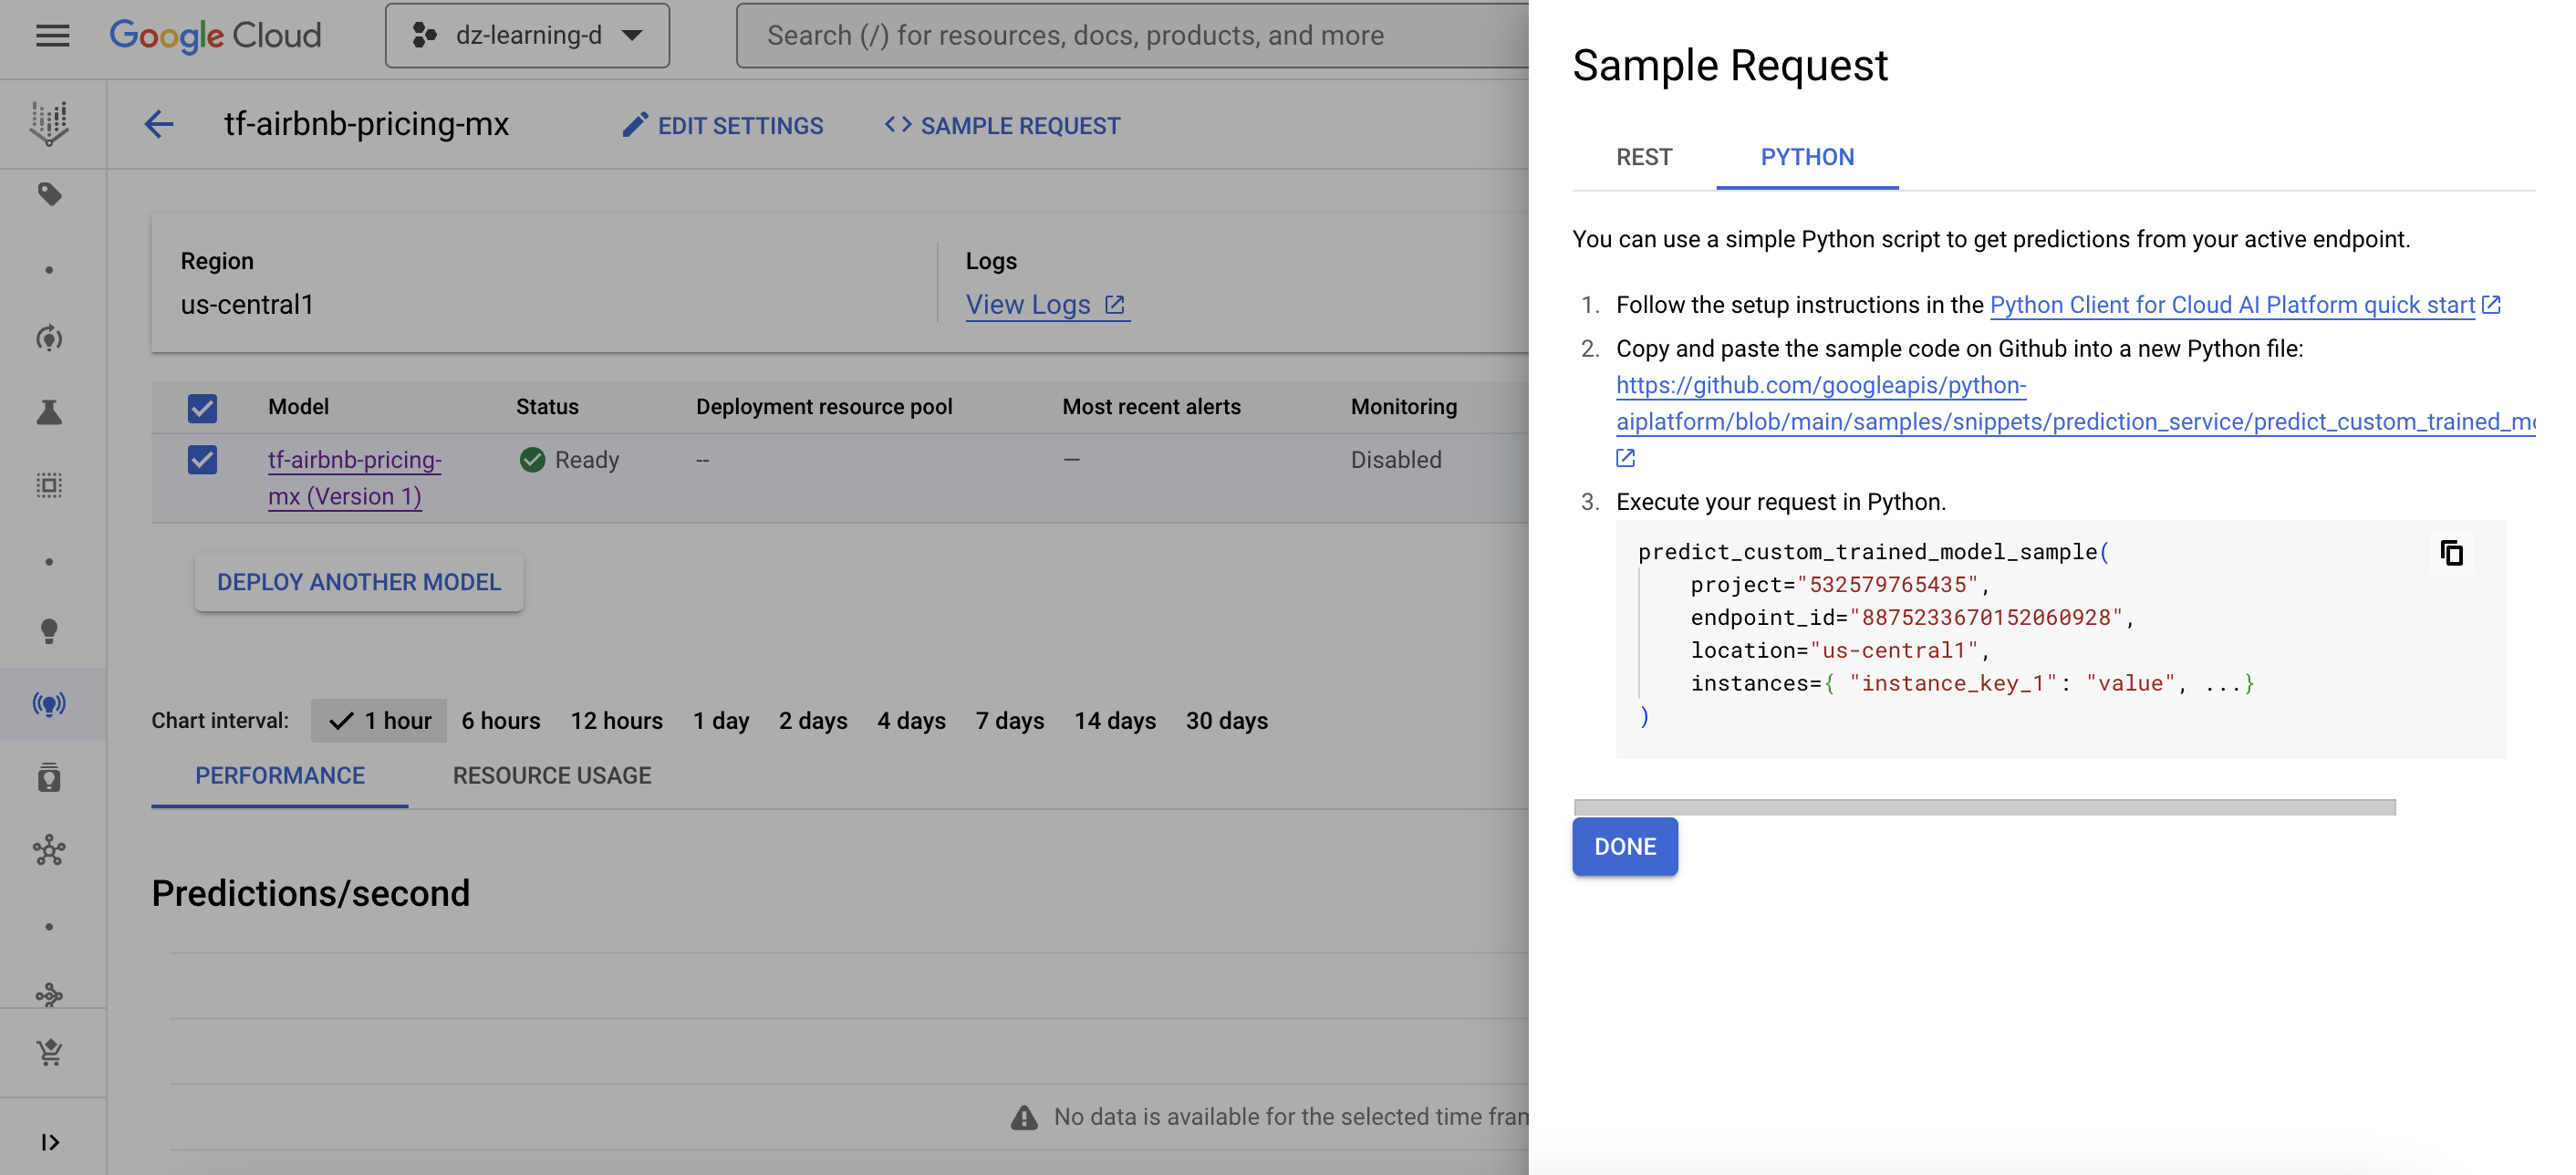 Google Cloud
dz-learning-d
Search (/) for resources, docs, products, and more
tf-airbnb-pricing-mx
EDIT SETTINGS
<> SAMPLE REQUEST
Region
us-central1
Logs
View Logs
Model Status Deployment resource pool Most recent alerts Monitoring
tf-airbnb-pricing-
mx (Version 1)
Ready -- — Disabled
DEPLOY ANOTHER MODEL
Chart interval: 1 hour 6 hours 12 hours 1 day 2 days 4 days 7 days 14 days 30 days
PERFORMANCE RESOURCE USAGE
Predictions/second
No data is available for the selected time
Sample Request
REST PYTHON
You can use a simple Python script to get predictions from your active endpoint.
1. Follow the setup instructions in the Python Client for Cloud AI Platform quick start
2. Copy and paste the sample code on Github into a new Python file:
https://github.com/googleapis/python-
aiplatform/blob/main/samples/snippets/prediction_service/predict_custom_trained_m
3. Execute your request in Python.
predict_custom_trained_model_sample(
project="532579765435",
endpoint_id="8875233670152060928",
location="us-central1",
instances={ "instance_key_1": "value", ...}
)
DONE